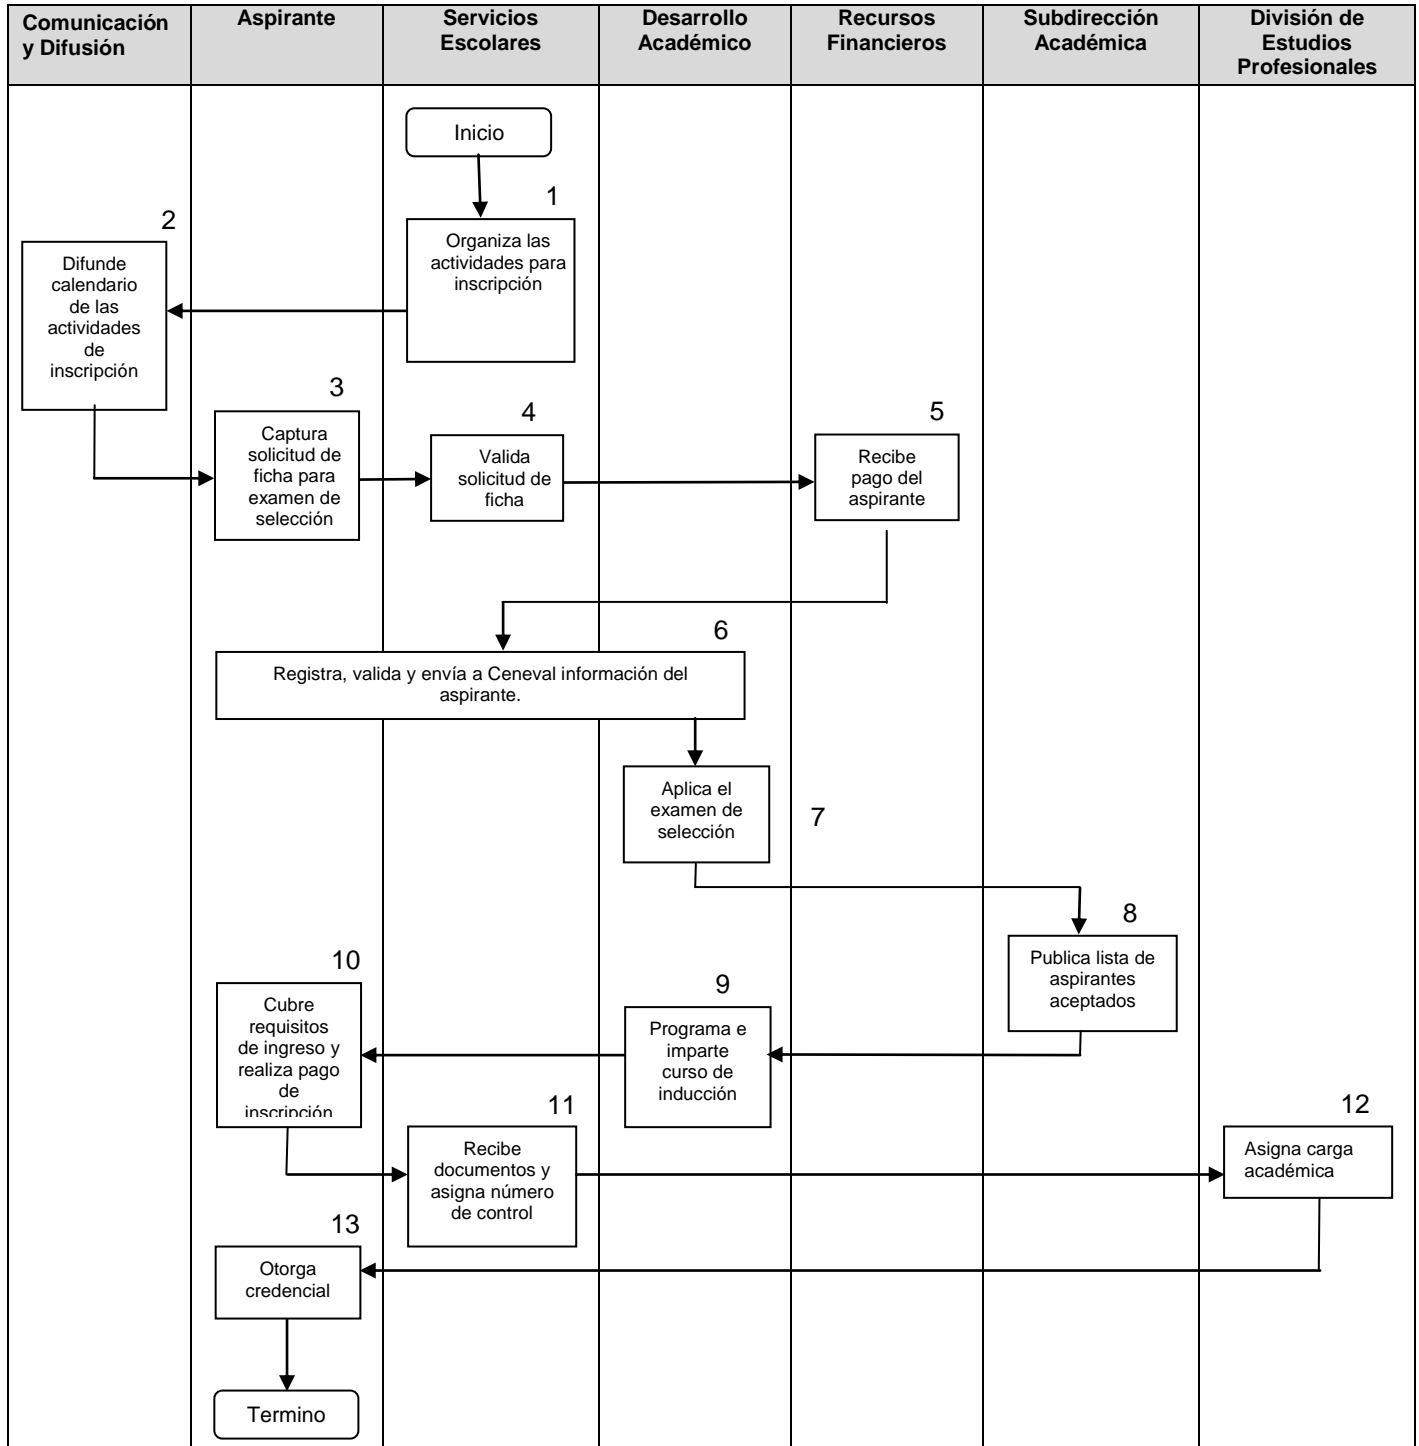 Comunicación
y Difusión
Aspirante
Servicios
Escolares
Desarrollo
Académico
Recursos
Financieros
Subdirección
Académica
División de
Estudios
Profesionales
Inicio
1
Organiza las
actividades para
inscripción
2
Difunde
calendario
de las
actividades
de
inscripción
3
Captura
solicitud de
ficha para
examen de
selección
4
Valida
solicitud de
ficha
5
Recibe
pago del
aspirante
6
Registra, valida y envía a Ceneval información del
aspirante.
Aplica el
examen de
selección
7
8
Publica lista de
aspirantes
aceptados
9
Programa e
imparte
curso de
inducción
10
Cubre
requisitos
de ingreso y
realiza pago
de
inscripción
11
Recibe
documentos y
asigna número
de control
12
Asigna carga
académica
13
Otorga
credencial
Termino